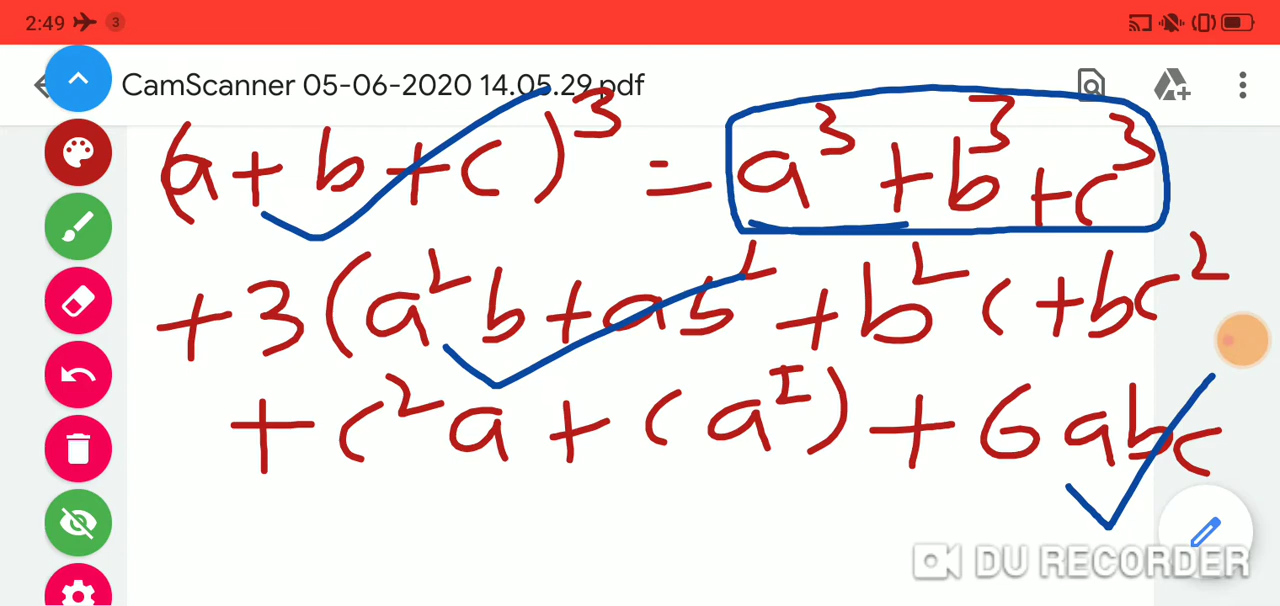 2:49 3
CamScanner 05-06-2020 14.05.29.pdf
(a + b + c)³ = a³ + b³ + c³
+ 3 (a²b + ab² + b²c + bc²
+ c²a + ca²) + 6abc
DU RECORDER